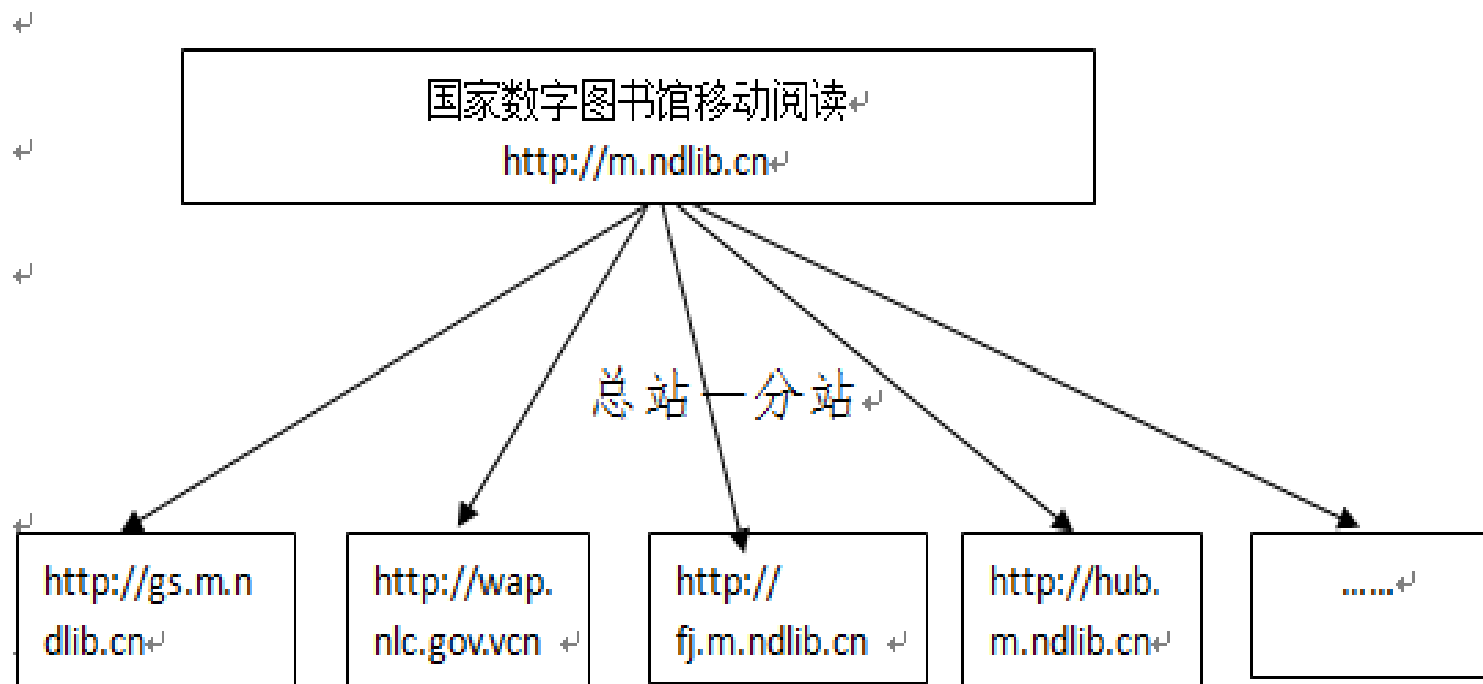 国家数字图书馆移动阅读
http://m.ndlib.cn
总站—分站
http://gs.m.n
dlib.cn
http://wap.
nlc.gov.vcn
http://
fj.m.ndlib.cn
http://hub.
m.ndlib.cn
......